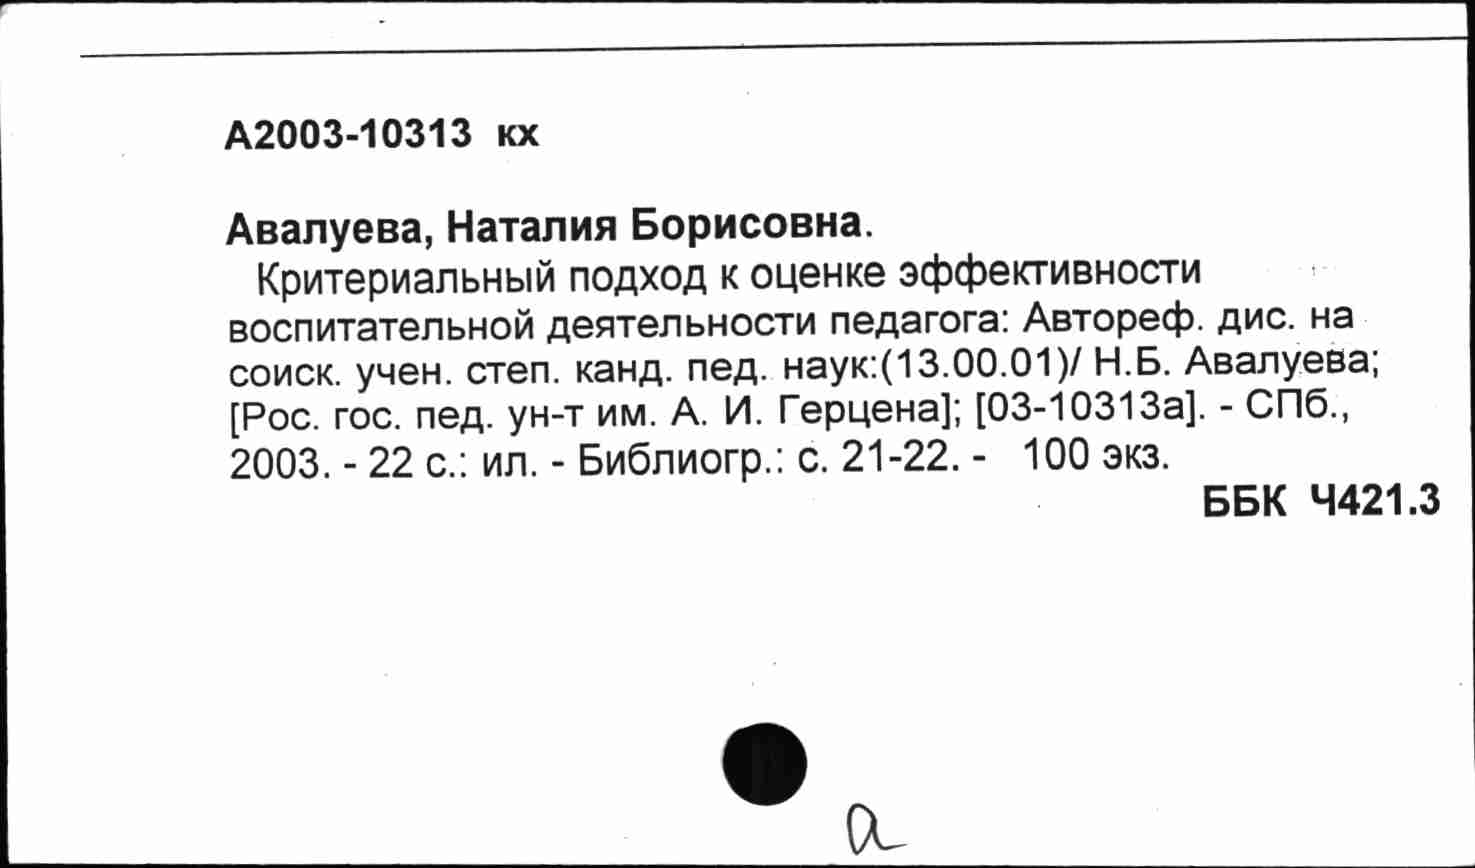 А2003-10313 кх
Авалуева, Наталия Борисовна.
Критериальный подход к оценке эффективности
воспитательной деятельности педагога: Автореф. дис. на
соиск. учен. степ. канд. пед. наук:(13.00.01)/ Н.Б. Авалуева;
[Рос. гос. пед. ун-т им. А. И. Герцена]; [03-10313а]. - СПб.,
2003. - 22 с.: ил. - Библиогр.: с. 21-22. - 100 экз.
ББК Ч421.3
а